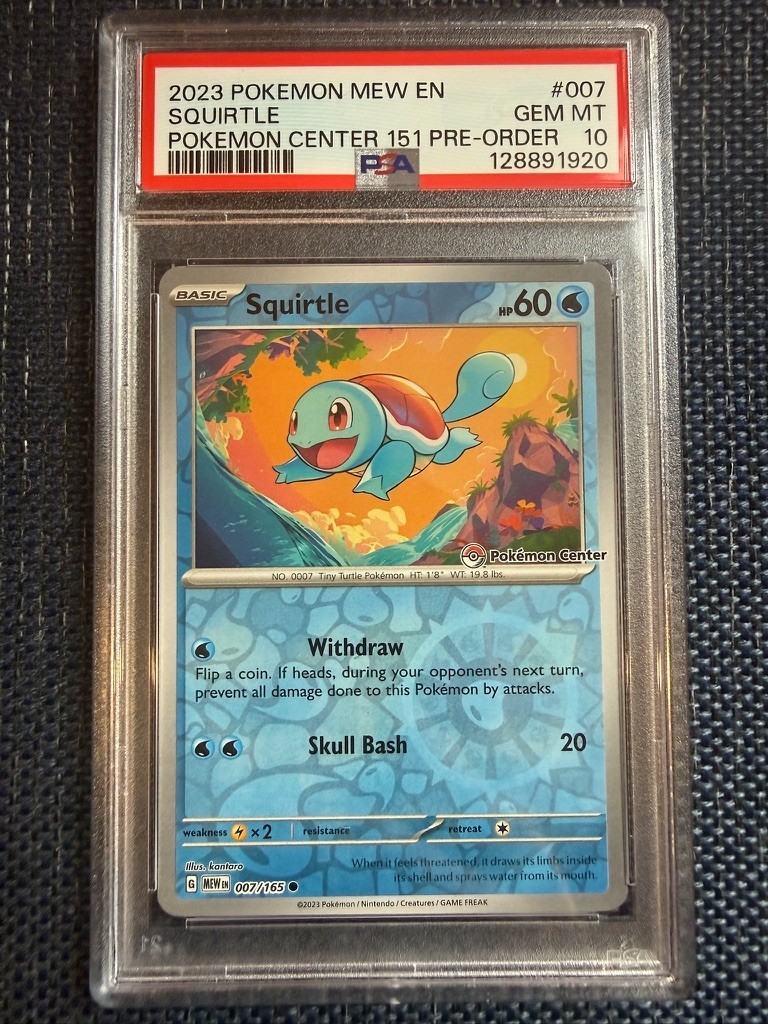 2023 POKEMON MEW EN #007
SQUIRTLE GEM MT
POKEMON CENTER 151 PRE-ORDER 10
PSA 128891920
BASIC Squirtle HP60
Pokémon Center
NO. 0007 Tiny Turtle Pokémon HT: 1'8" WT: 19.8 lbs.
Withdraw
Flip a coin. If heads, during your opponent's next turn,
prevent all damage done to this Pokémon by attacks.
Skull Bash 20
weakness ×2 resistance retreat
Illus. kantaro
When it feels threatened, it draws its limbs inside
its shell and sprays water from its mouth.
G MEW EN 007/165
©2023 Pokémon / Nintendo / Creatures / GAME FREAK